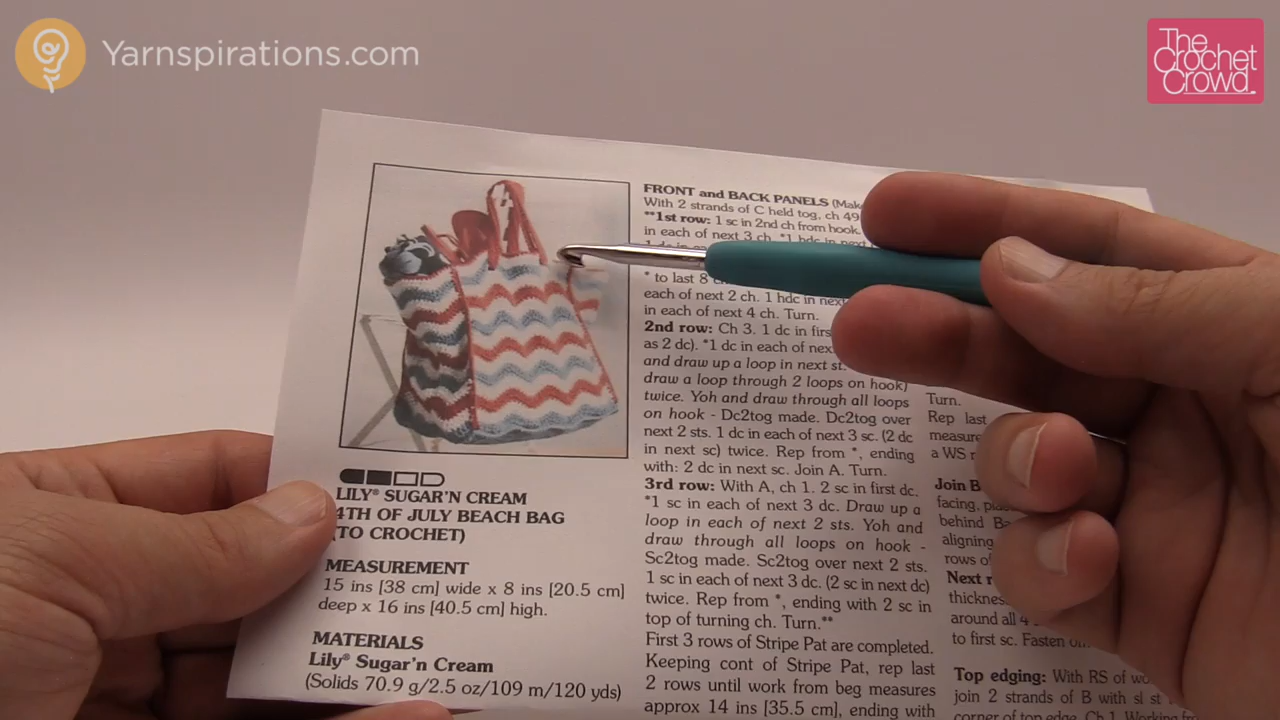 Yarnspirations.com
The
Crochet
Crowd
LILY® SUGAR'N CREAM
4TH OF JULY BEACH BAG
(TO CROCHET)
MEASUREMENT
15 ins [38 cm] wide x 8 ins [20.5 cm]
deep x 16 ins [40.5 cm] high.
MATERIALS
Lily® Sugar'n Cream
(Solids 70.9 g/2.5 oz/109 m/120 yds)
FRONT and BACK PANELS
With 2 strands of C held tog, ch 49
**1st row: 1 sc in 2nd ch from hook.
in each of next 3 ch. *1 hdc in next
* to last 8
each of next 2 ch. 1 hdc in next
in each of next 4 ch. Turn.
2nd row: Ch 3. 1 dc in
as 2 dc). *1 dc in each of
and draw up a loop in next st.
draw a loop through 2 loops on hook)
twice. Yoh and draw through all loops
on hook - Dc2tog made. Dc2tog over
next 2 sts. 1 dc in each of next 3 sc. (2 dc
in next sc) twice. Rep from *, ending
with: 2 dc in next sc. Join A. Turn.
3rd row: With A, ch 1. 2 sc in first dc.
*1 sc in each of next 3 dc. Draw up a
loop in each of next 2 sts. Yoh and
draw through all loops on hook -
Sc2tog made. Sc2tog over next 2 sts.
1 sc in each of next 3 dc. (2 sc in next dc)
twice. Rep from *, ending with 2 sc in
top of turning ch. Turn.**
First 3 rows of Stripe Pat are completed.
Keeping cont of Stripe Pat, rep last
2 rows until work from beg measures
approx 14 ins [35.5 cm], ending with
Turn.
Rep last
a WS
Join
facing,
behind
aligning
rows of
Next
around all 4
to first sc. Fasten
Top edging: With RS of
join 2 strands of B with sl st
corner of top edge. Ch 1. Working